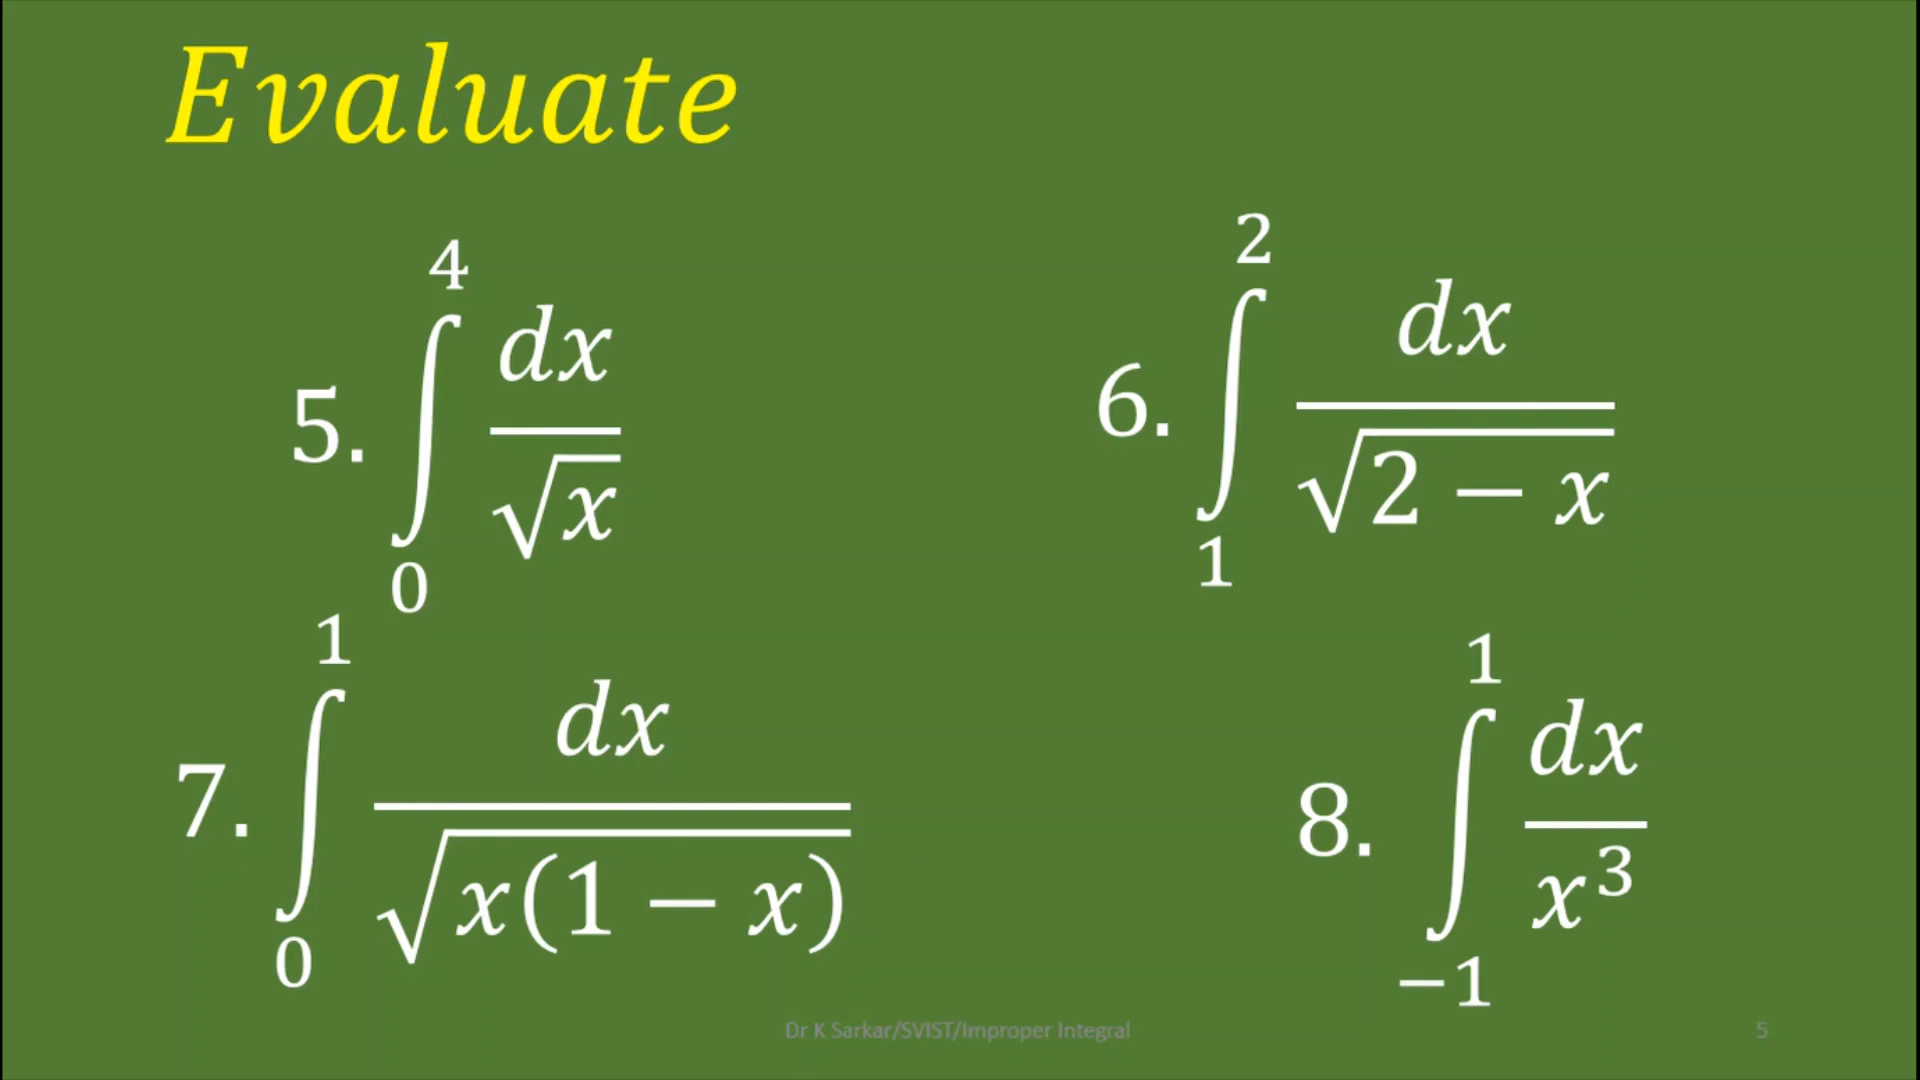 Evaluate
5. ∫₀⁴ dx/√x
6. ∫₁² dx/√(2 − x)
7. ∫₀¹ dx/√(x(1 − x))
8. ∫₋₁¹ dx/x³
Dr K Sarkar/SVIST/Improper Integral 5